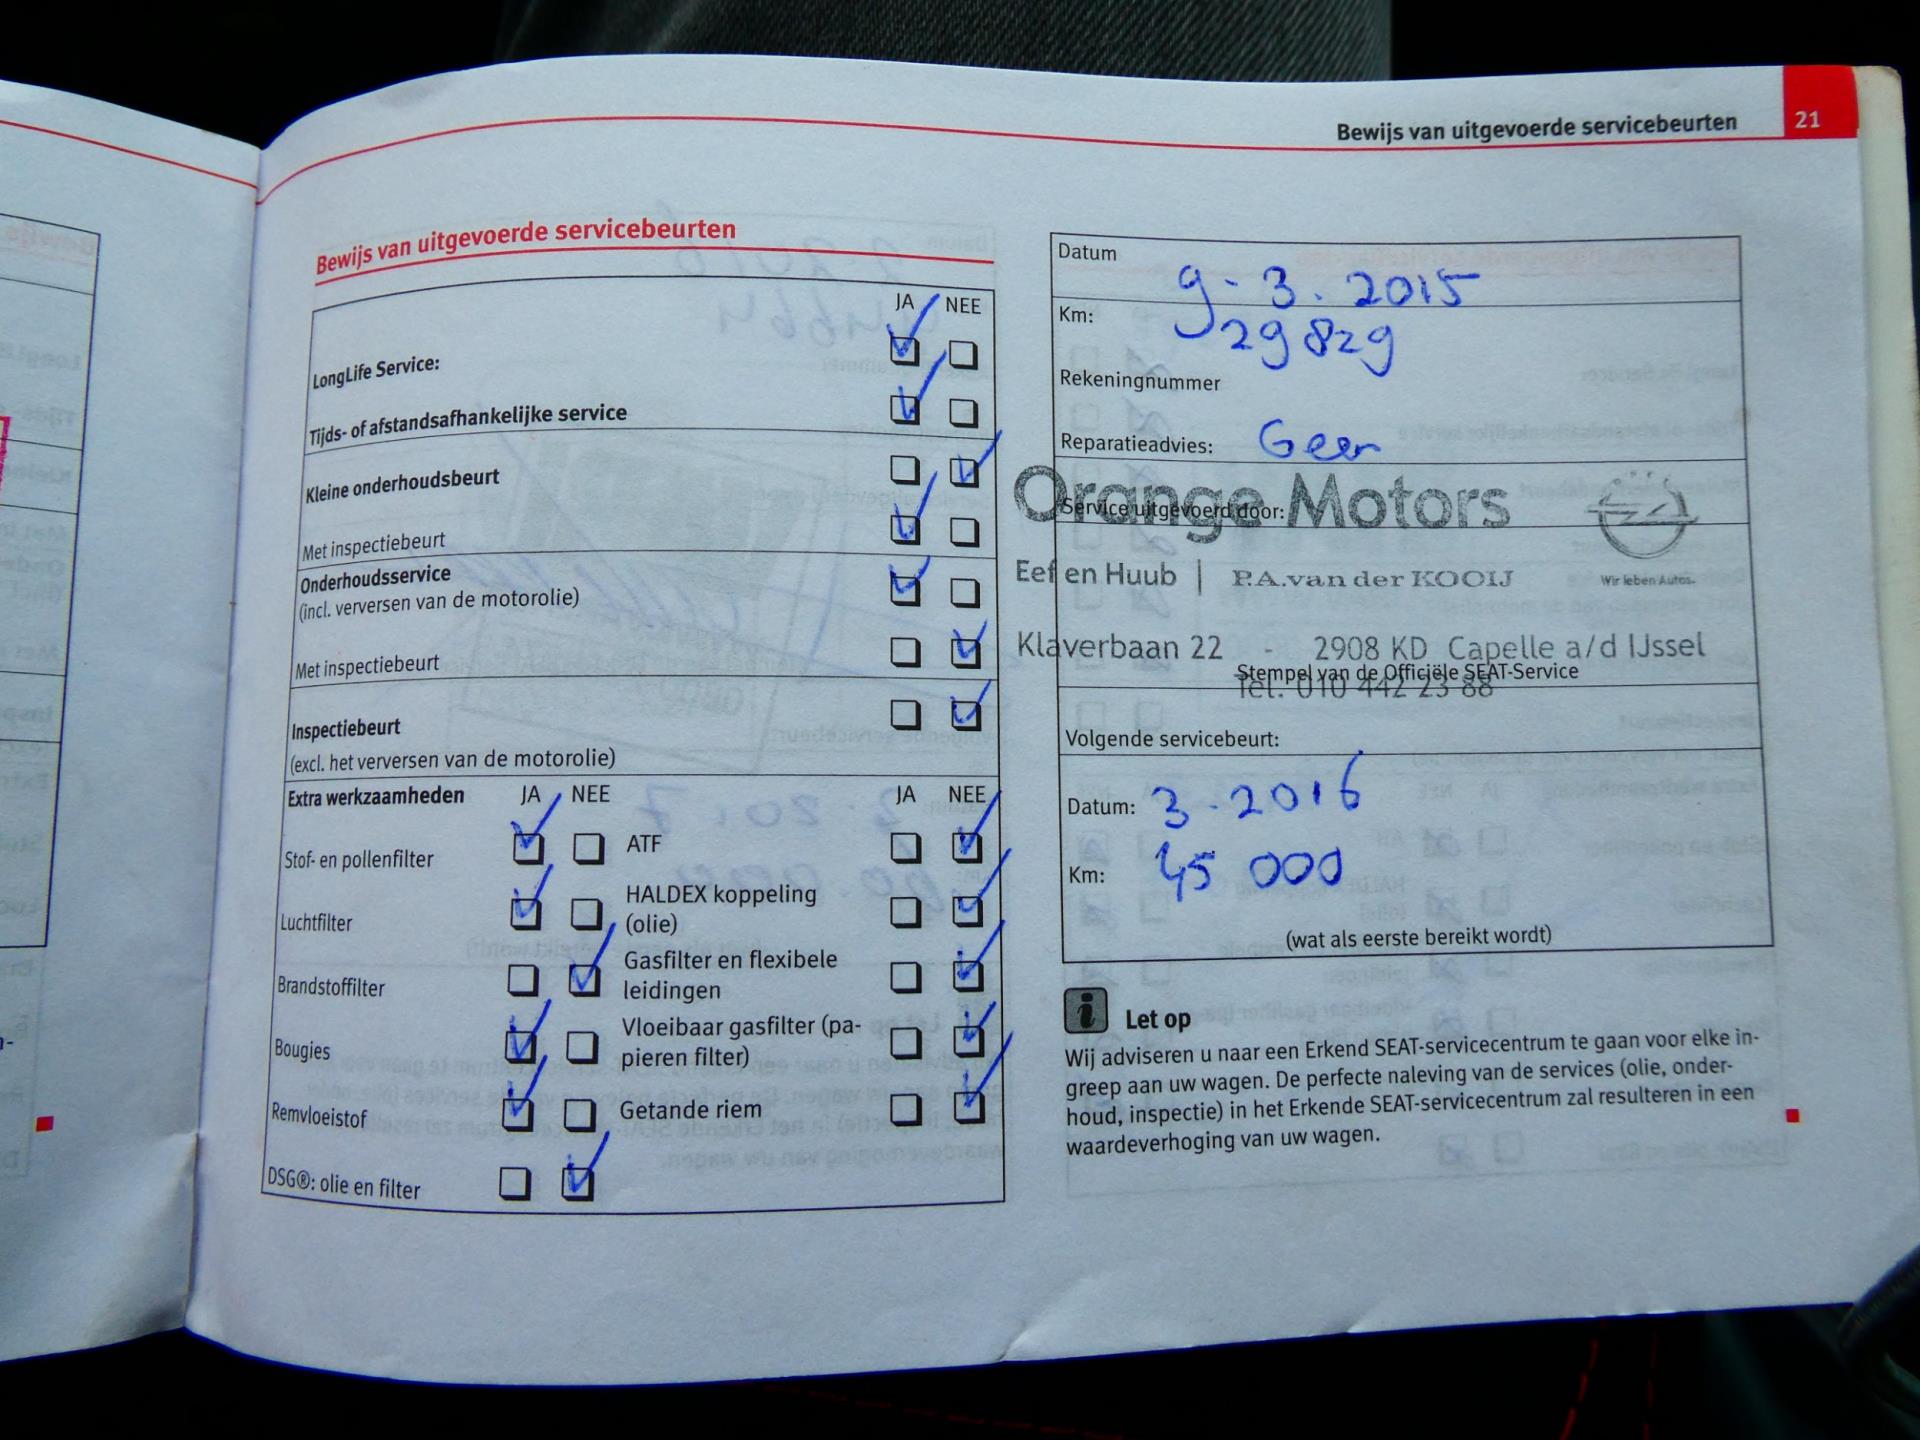 Bewijs van uitgevoerde servicebeurten 21
Bewijs van uitgevoerde servicebeurten
JA NEE
LongLife Service:
Tijds- of afstandsafhankelijke service
Kleine onderhoudsbeurt
Met inspectiebeurt
Onderhoudsservice
(incl. verversen van de motorolie)
Met inspectiebeurt
Inspectiebeurt
(excl. het verversen van de motorolie)
Extra werkzaamheden JA NEE JA NEE
Stof- en pollenfilter ATF
Luchtfilter HALDEX koppeling
(olie)
Brandstoffilter Gasfilter en flexibele
leidingen
Bougies Vloeibaar gasfilter (pa-
pieren filter)
Remvloeistof Getande riem
DSG®: olie en filter
Datum 9-3.2015
Km: 29829
Rekeningnummer
Reparatieadvies: Geen
Orange Motors
Service uitgevoerd door:
Eef en Huub | P.A.van der KOOIJ Wir leben Autos.
Klaverbaan 22 - 2908 KD Capelle a/d IJssel
Stempel van de Officiële SEAT-Service
Tel. 010 442 23 88
Volgende servicebeurt:
Datum: 3.2016
Km: 45 000
(wat als eerste bereikt wordt)
i Let op
Wij adviseren u naar een Erkend SEAT-servicecentrum te gaan voor elke in-
greep aan uw wagen. De perfecte naleving van de services (olie, onder-
houd, inspectie) in het Erkende SEAT-servicecentrum zal resulteren in een
waardeverhoging van uw wagen.